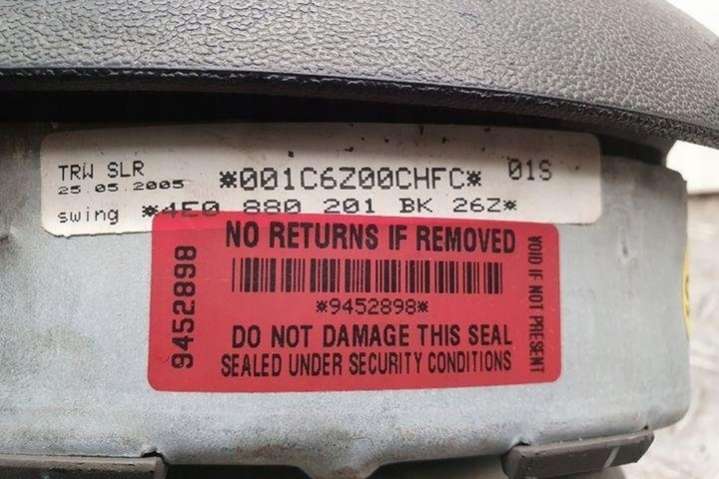 TRW SLR
25.05.2005
*001C6Z00CHFC*
01S
swing *4E0 880 201 BK 26Z*
NO RETURNS IF REMOVED
*9452898*
DO NOT DAMAGE THIS SEAL
SEALED UNDER SECURITY CONDITIONS
9452898
VOID IF NOT PRESENT